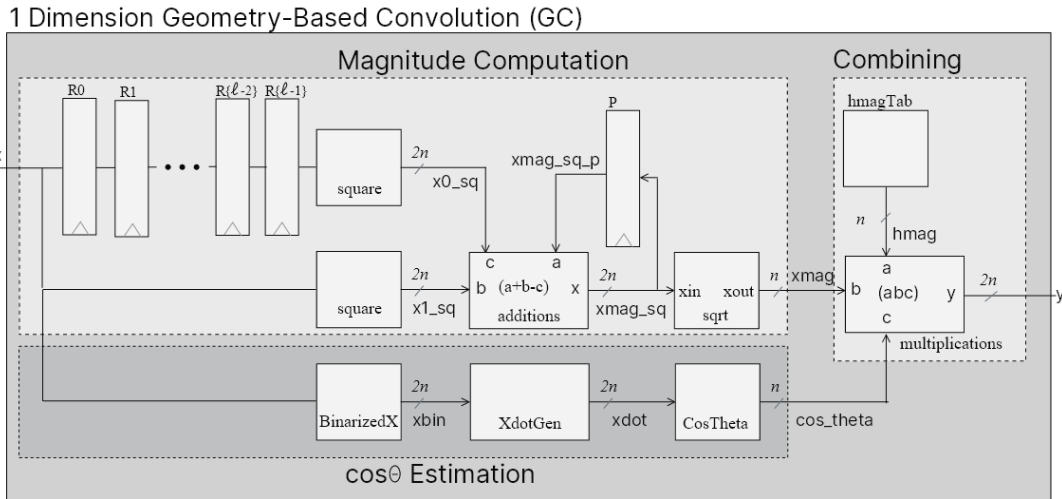 1 Dimension Geometry-Based Convolution (GC)
Magnitude Computation
Combining
R0
R1
R{ℓ-2}
R{ℓ-1}
P
hmagTab
2n
xmag_sq_p
square
x0_sq
n
hmag
c
a
b
(a+b-c)
x
additions
2n
square
x1_sq
2n
xmag_sq
xin
xout
sqrt
n
xmag
a
b
(abc)
y
c
multiplications
2n
y
2n
BinarizedX
xbin
2n
XdotGen
xdot
n
CosTheta
cos_theta
cosθ Estimation